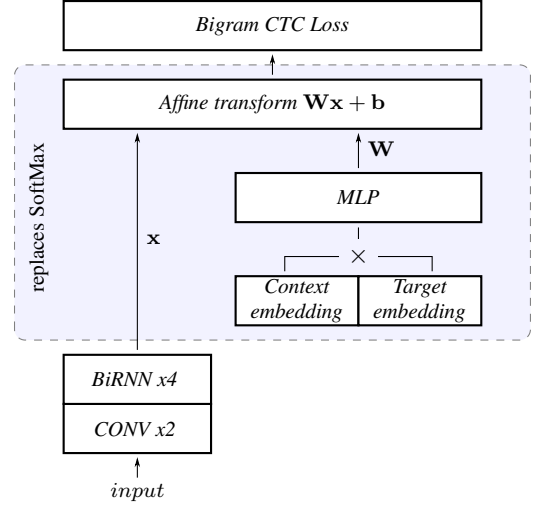 Bigram CTC Loss
Affine transform Wx + b
W
MLP
replaces SoftMax
x
×
Context
embedding
Target
embedding
BiRNN x4
CONV x2
input